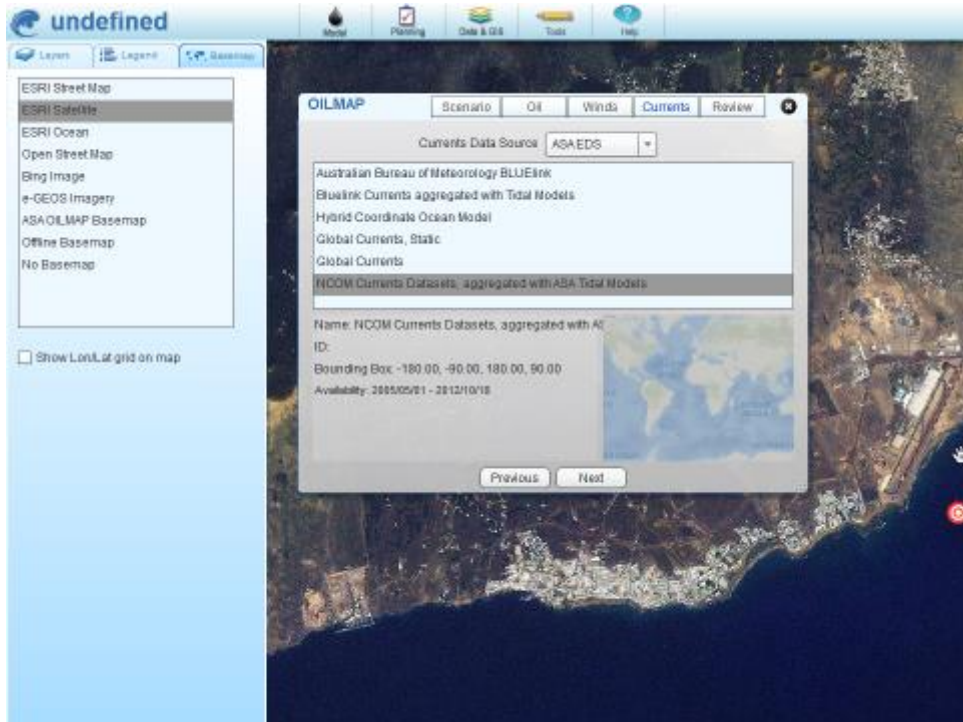 undefined
Model Planning Data & GIS Tools Help
Layers Legend Basemap
ESRI Street Map
ESRI Satellite
ESRI Ocean
Open Street Map
Bing Image
e-GEOS Imagery
ASA OILMAP Basemap
Offline Basemap
No Basemap
Show Lon/Lat grid on map
OILMAP Scenario Oil Winds Currents Review
Currents Data Source ASA EDS
Australian Bureau of Meteorology BLUElink
Bluelink Currents aggregated with Tidal Models
Hybrid Coordinate Ocean Model
Global Currents, Static
Global Currents
NCOM Currents Datasets, aggregated with ASA Tidal Models
Name: NCOM Currents Datasets, aggregated with AS
ID:
Bounding Box: -180.00, -90.00, 180.00, 90.00
Availability: 2005/05/01 - 2012/10/18
Previous Next